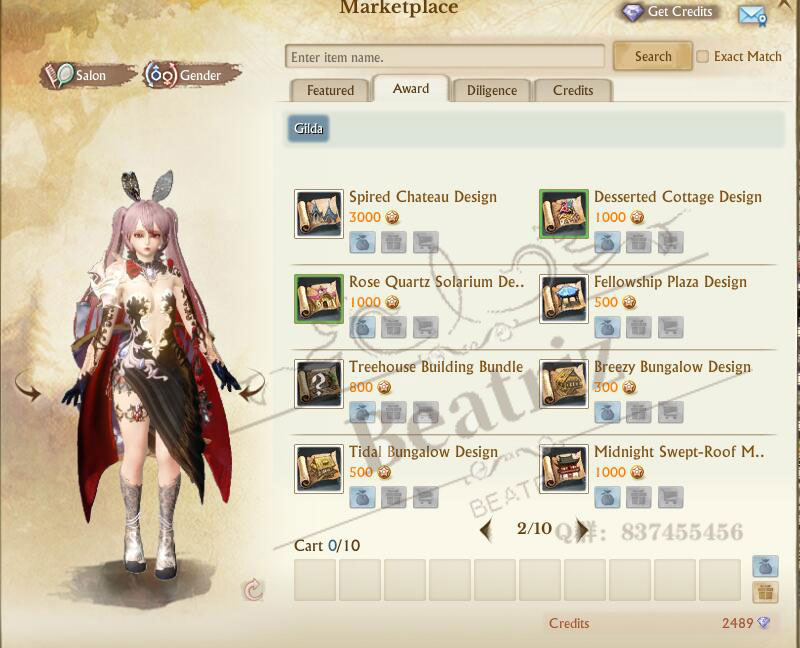 Marketplace
Get Credits
Enter item name.
Search
Exact Match
Salon
Gender
Featured
Award
Diligence
Credits
Gilda
Spired Chateau Design
3000
Desserted Cottage Design
1000
Rose Quartz Solarium De..
1000
Fellowship Plaza Design
500
Treehouse Building Bundle
800
Breezy Bungalow Design
300
Tidal Bungalow Design
500
Midnight Swept-Roof M..
1000
Beatriz
2/10
Q群: 837455456
Cart 0/10
Credits
2489